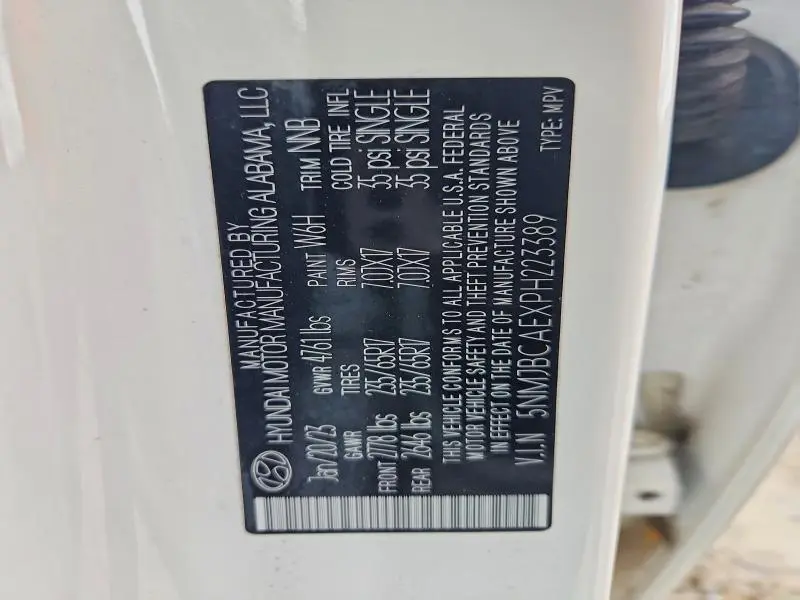 MANUFACTURED BY
HYUNDAI MOTOR MANUFACTURING ALABAMA, LLC
Jan/20/23 GVWR 4761 lbs PAINT W6H TRIM NNB
GAWR TIRES RIMS COLD TIRE. INFL
FRONT 2778 lbs 235/65R17 7.0JX17 35 psi SINGLE
REAR 2646 lbs 235/65R17 7.0JX17 35 psi SINGLE
THIS VEHICLE CONFORMS TO ALL APPLICABLE U.S.A. FEDERAL
MOTOR VEHICLE SAFETY AND THEFT PREVENTION STANDARDS
IN EFFECT ON THE DATE OF MANUFACTURE SHOWN ABOVE
V.I.N 5NMJBCAEXPH223389 TYPE: MPV